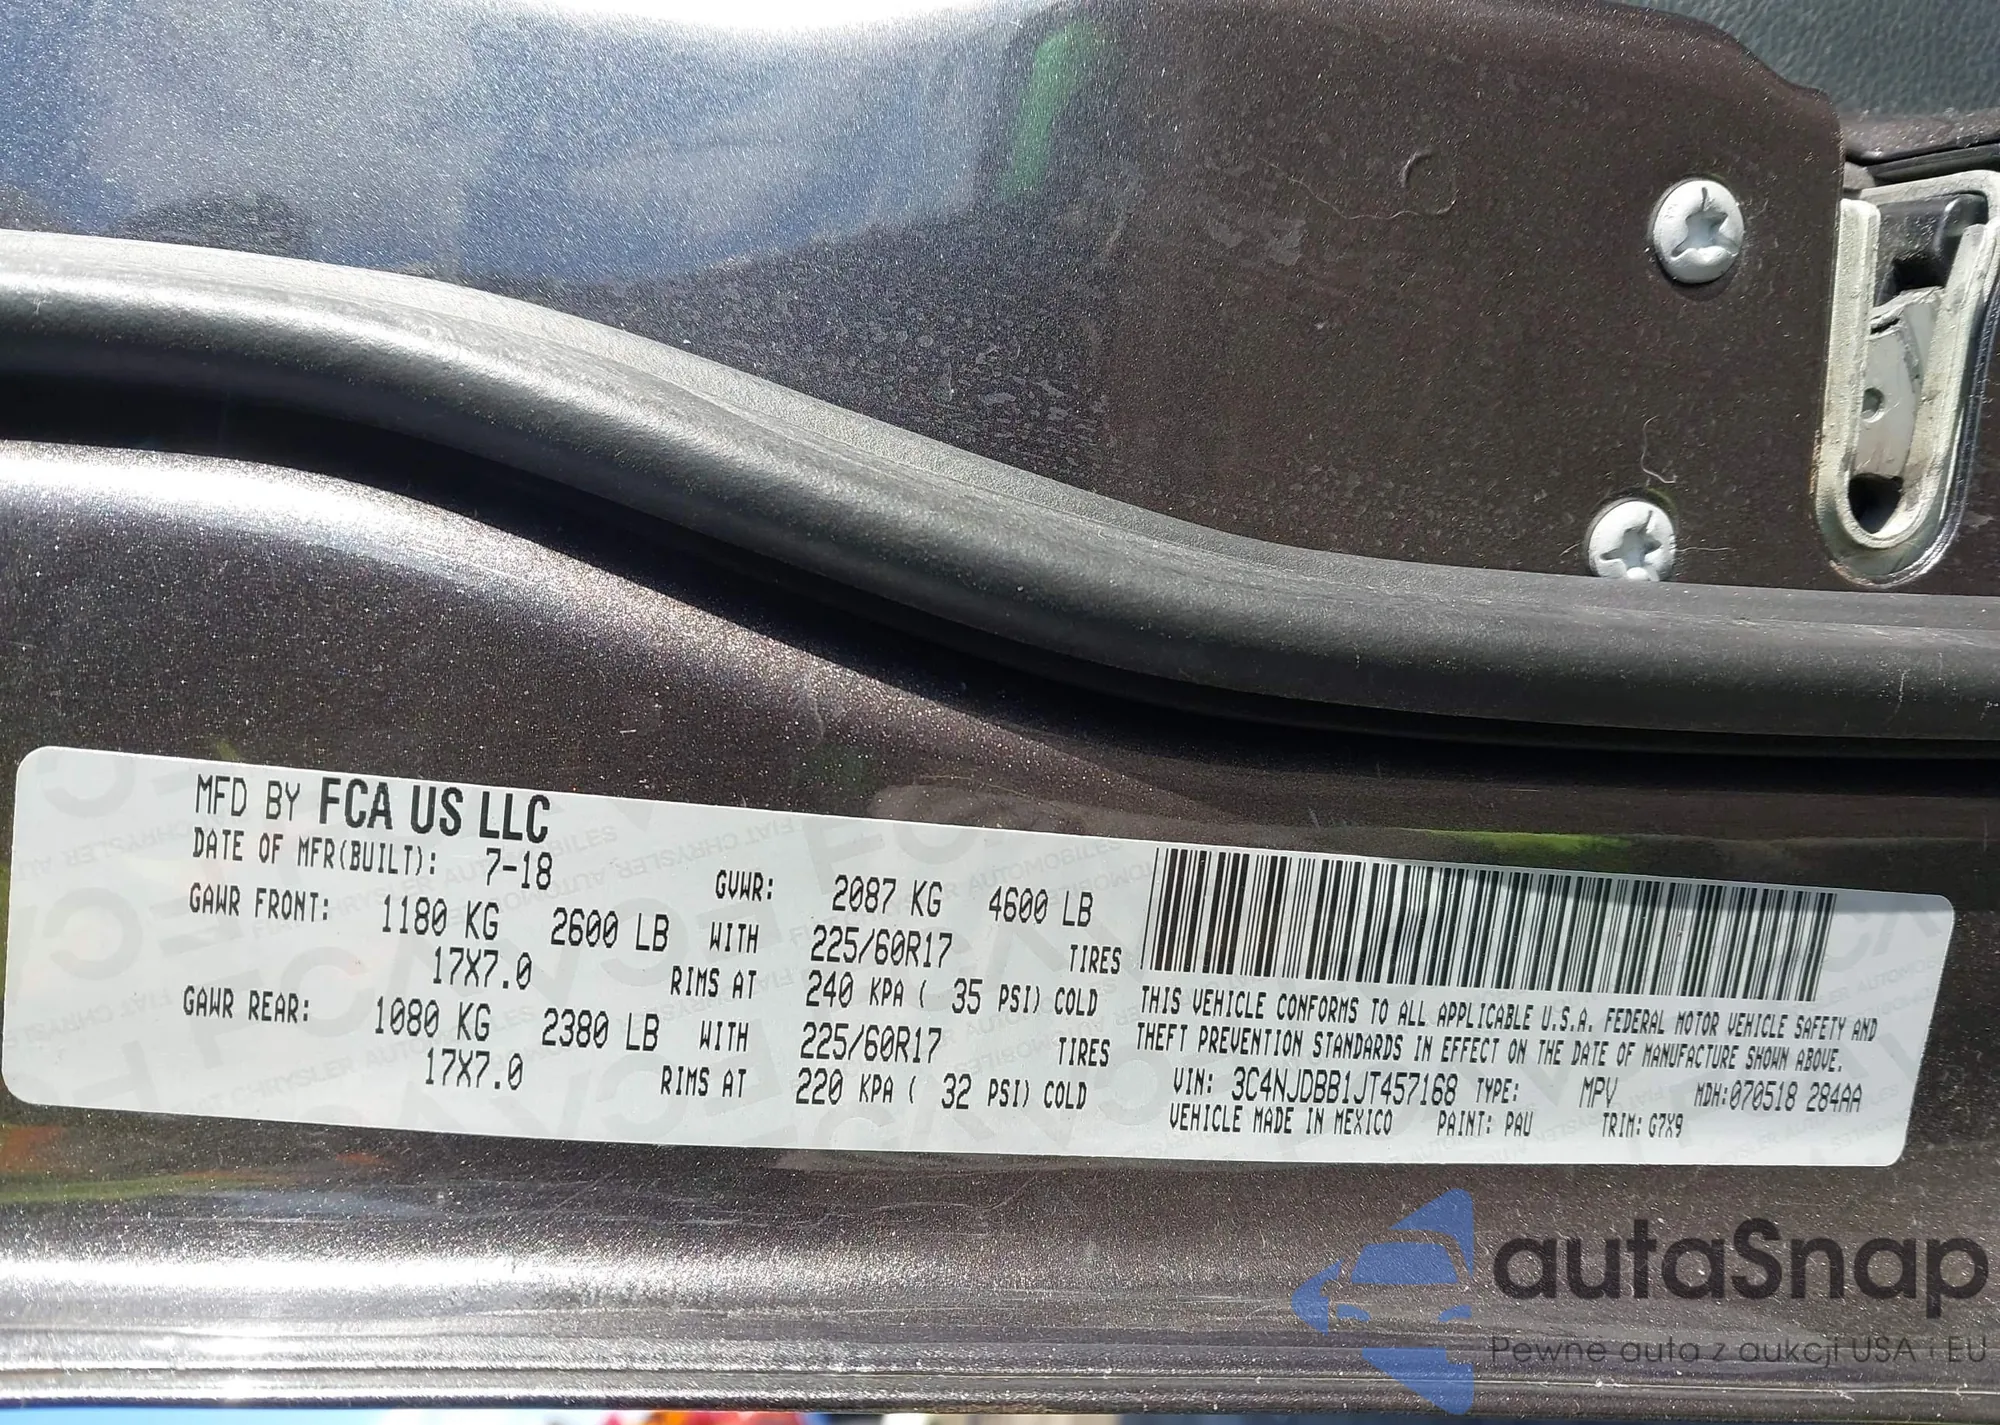 MFD BY FCA US LLC
DATE OF MFR(BUILT): 7-18 GVWR: 2087 KG 4600 LB
GAWR FRONT: 1180 KG 2600 LB WITH 225/60R17 TIRES
17X7.0 RIMS AT 240 KPA ( 35 PSI) COLD
GAWR REAR: 1080 KG 2380 LB WITH 225/60R17 TIRES
17X7.0 RIMS AT 220 KPA ( 32 PSI) COLD
THIS VEHICLE CONFORMS TO ALL APPLICABLE U.S.A. FEDERAL MOTOR VEHICLE SAFETY AND
THEFT PREVENTION STANDARDS IN EFFECT ON THE DATE OF MANUFACTURE SHOWN ABOVE.
VIN: 3C4NJDBB1JT457168 TYPE: MPV MDH:070518 284AA
VEHICLE MADE IN MEXICO PAINT: PAU TRIM: G7X9
autaSnap
Pewne auta z aukcji USA i EU